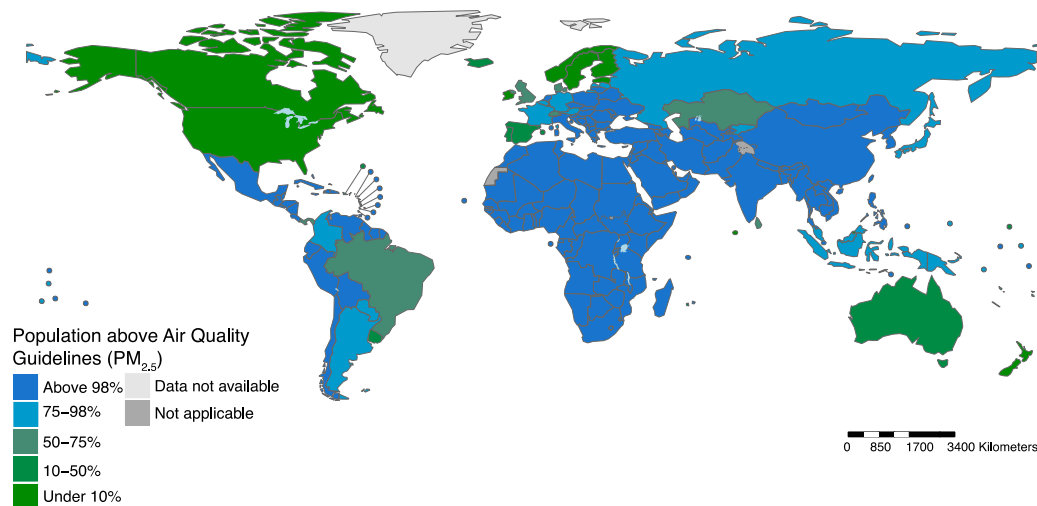 Population above Air Quality
Guidelines (PM2.5)
Above 98%
Data not available
75–98%
Not applicable
50–75%
10–50%
Under 10%
0 850 1700 3400 Kilometers